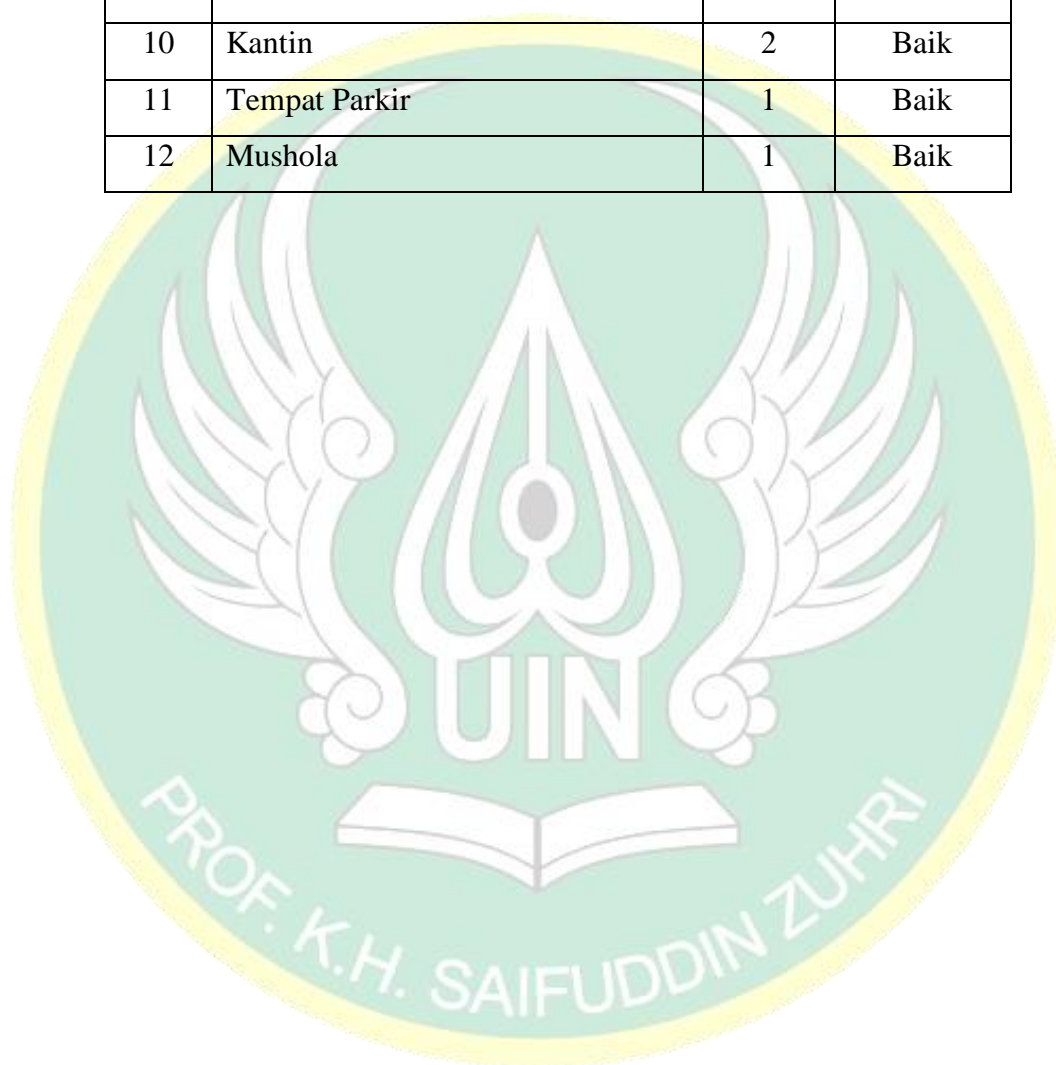 10 Kantin 2 Baik
11 Tempat Parkir 1 Baik
12 Mushola 1 Baik
UIN
PROF. K.H. SAIFUDDIN ZUHRI